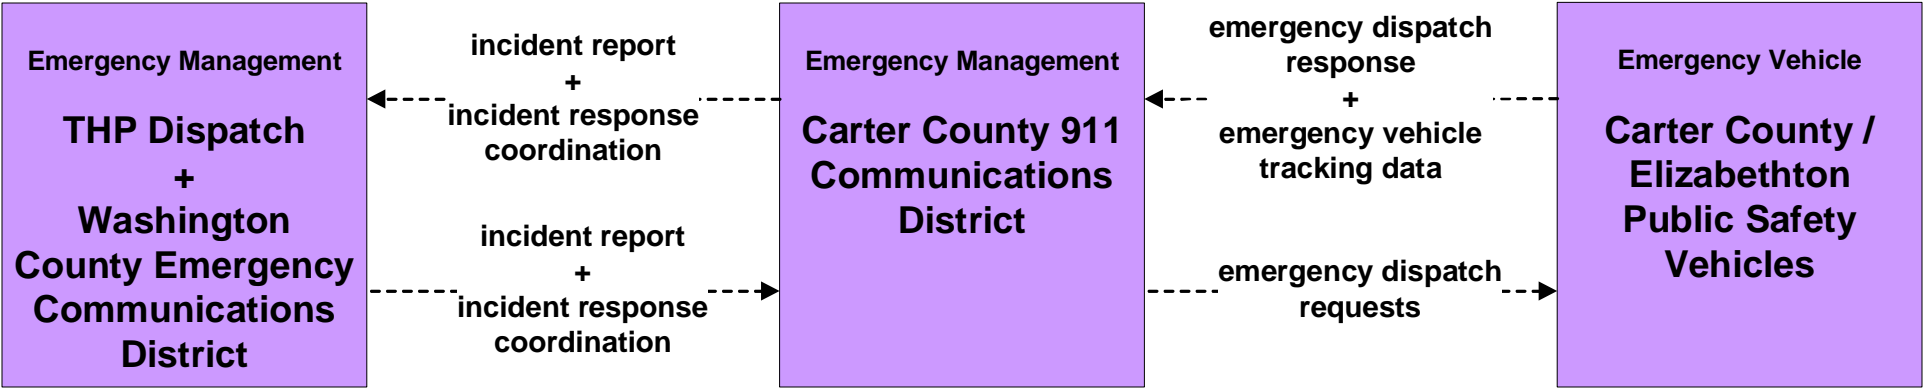 Emergency Management
THP Dispatch
+
Washington
County Emergency
Communications
District
incident report
+
incident response
coordination
incident report
+
incident response
coordination
Emergency Management
Carter County 911
Communications
District
emergency dispatch
response
+
emergency vehicle
tracking data
emergency dispatch
requests
Emergency Vehicle
Carter County /
Elizabethton
Public Safety
Vehicles